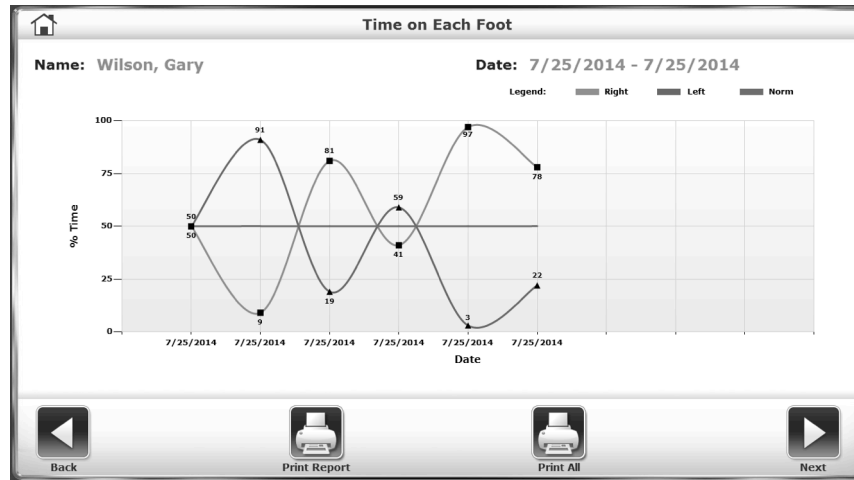 Time on Each Foot
Name: Wilson, Gary
Date: 7/25/2014 - 7/25/2014
Legend: Right Left Norm
100
75
50
25
0
% Time
50
50
91
9
81
19
59
41
97
3
78
22
7/25/2014 7/25/2014 7/25/2014 7/25/2014 7/25/2014 7/25/2014
Date
Back
Print Report
Print All
Next